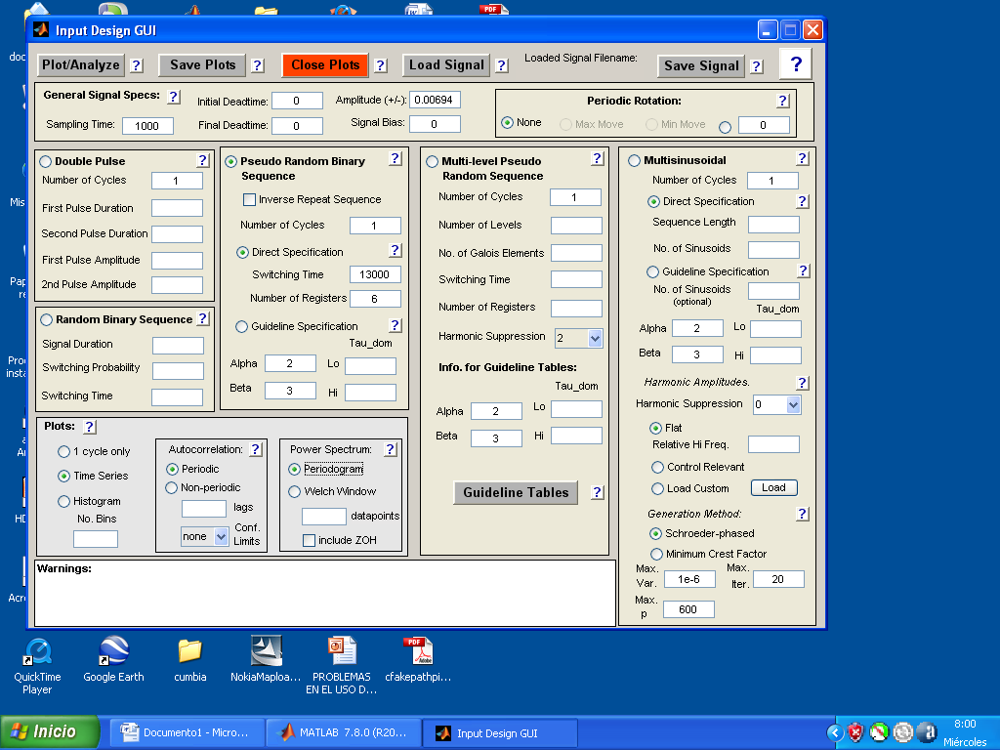 Input Design GUI
Plot/Analyze ? Save Plots ? Close Plots ? Load Signal ? Loaded Signal Filename: Save Signal ? ?
General Signal Specs: ?
Sampling Time: 1000
Initial Deadtime: 0
Final Deadtime: 0
Amplitude (+/-): 0.00694
Signal Bias: 0
Periodic Rotation: ?
None Max Move Min Move 0
Double Pulse ?
Number of Cycles 1
First Pulse Duration
Second Pulse Duration
First Pulse Amplitude
2nd Pulse Amplitude
Random Binary Sequence ?
Signal Duration
Switching Probability
Switching Time
Pseudo Random Binary ?
Sequence
Inverse Repeat Sequence
Number of Cycles 1
Direct Specification ?
Switching Time 13000
Number of Registers 6
Guideline Specification ?
Tau_dom
Alpha 2 Lo
Beta 3 Hi
Multi-level Pseudo ?
Random Sequence
Number of Cycles 1
Number of Levels
No. of Galois Elements
Switching Time
Number of Registers
Harmonic Suppression 2
Info. for Guideline Tables:
Tau_dom
Alpha 2 Lo
Beta 3 Hi
Guideline Tables ?
Multisinusoidal ?
Number of Cycles 1
Direct Specification ?
Sequence Length
No. of Sinusoids
Guideline Specification ?
No. of Sinusoids
(optional)
Tau_dom
Alpha 2 Lo
Beta 3 Hi
Harmonic Amplitudes. ?
Harmonic Suppression 0
Flat
Relative Hi Freq.
Control Relevant
Load Custom Load
Generation Method: ?
Schroeder-phased
Minimum Crest Factor
Max. Var. 1e-6 Max. Iter. 20
Max. p 600
Plots: ?
1 cycle only
Time Series
Histogram
No. Bins
Autocorrelation: ?
Periodic
Non-periodic
lags
none Conf. Limits
Power Spectrum: ?
Periodogram
Welch Window
datapoints
include ZOH
Warnings:
QuickTime
Player
Google Earth
cumbia
NokiaMaploa...
PROBLEMAS
EN EL USO D...
cfakepathpi...
Inicio
Documento1 - Micro...
MATLAB 7.8.0 (R20...
Input Design GUI
8:00
Miércoles